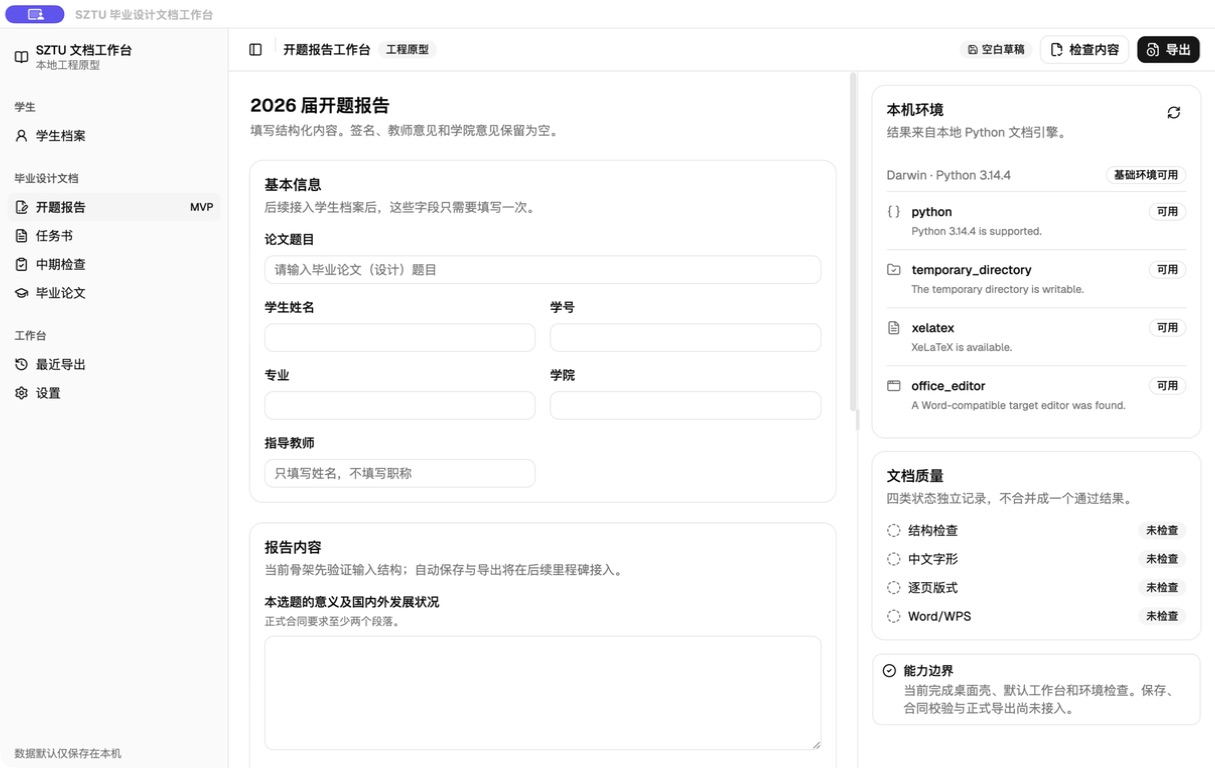 SZTU 毕业设计文档工作台
SZTU 文档工作台
本地工程原型
学生
学生档案
毕业设计文档
开题报告 MVP
任务书
中期检查
毕业论文
工作台
最近导出
设置
数据默认仅保存在本机
开题报告工作台 工程原型 空白草稿 检查内容 导出
2026 届开题报告
填写结构化内容。签名、教师意见和学院意见保留为空。
基本信息
后续接入学生档案后，这些字段只需要填写一次。
论文题目
请输入毕业论文（设计）题目
学生姓名 学号
专业 学院
指导教师
只填写姓名，不填写职称
报告内容
当前骨架先验证输入结构；自动保存与导出将在后续里程碑接入。
本选题的意义及国内外发展状况
正式合同要求至少两个段落。
本机环境
结果来自本地 Python 文档引擎。
Darwin · Python 3.14.4 基础环境可用
python 可用
Python 3.14.4 is supported.
temporary_directory 可用
The temporary directory is writable.
xelatex 可用
XeLaTeX is available.
office_editor 可用
A Word-compatible target editor was found.
文档质量
四类状态独立记录，不合并成一个通过结果。
结构检查 未检查
中文字形 未检查
逐页版式 未检查
Word/WPS 未检查
能力边界
当前完成桌面壳、默认工作台和环境检查。保存、
合同校验与正式导出尚未接入。